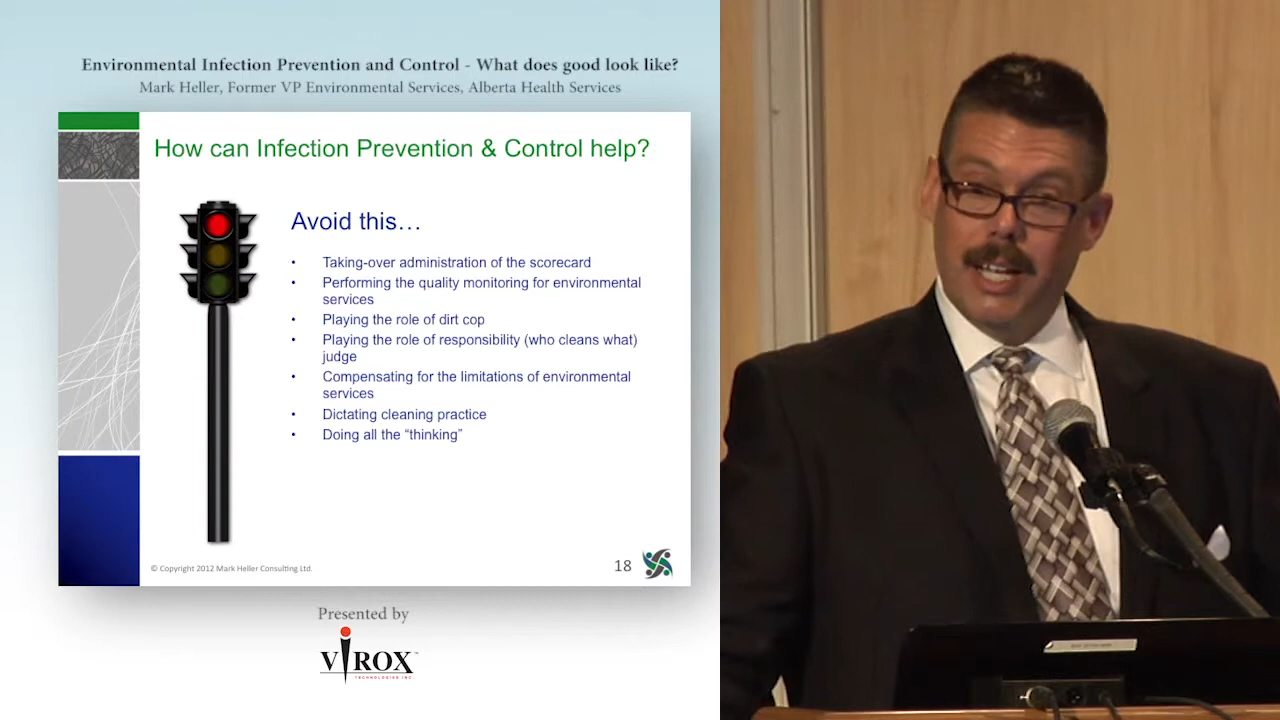 Environmental Infection Prevention and Control - What does good look like?
Mark Heller, Former VP Environmental Services, Alberta Health Services
How can Infection Prevention & Control help?
Avoid this…
• Taking-over administration of the scorecard
• Performing the quality monitoring for environmental
services
• Playing the role of dirt cop
• Playing the role of responsibility (who cleans what)
judge
• Compensating for the limitations of environmental
services
• Dictating cleaning practice
• Doing all the “thinking”
© Copyright 2012 Mark Heller Consulting Ltd.
18
Presented by
VIROX
TECHNOLOGIES INC.